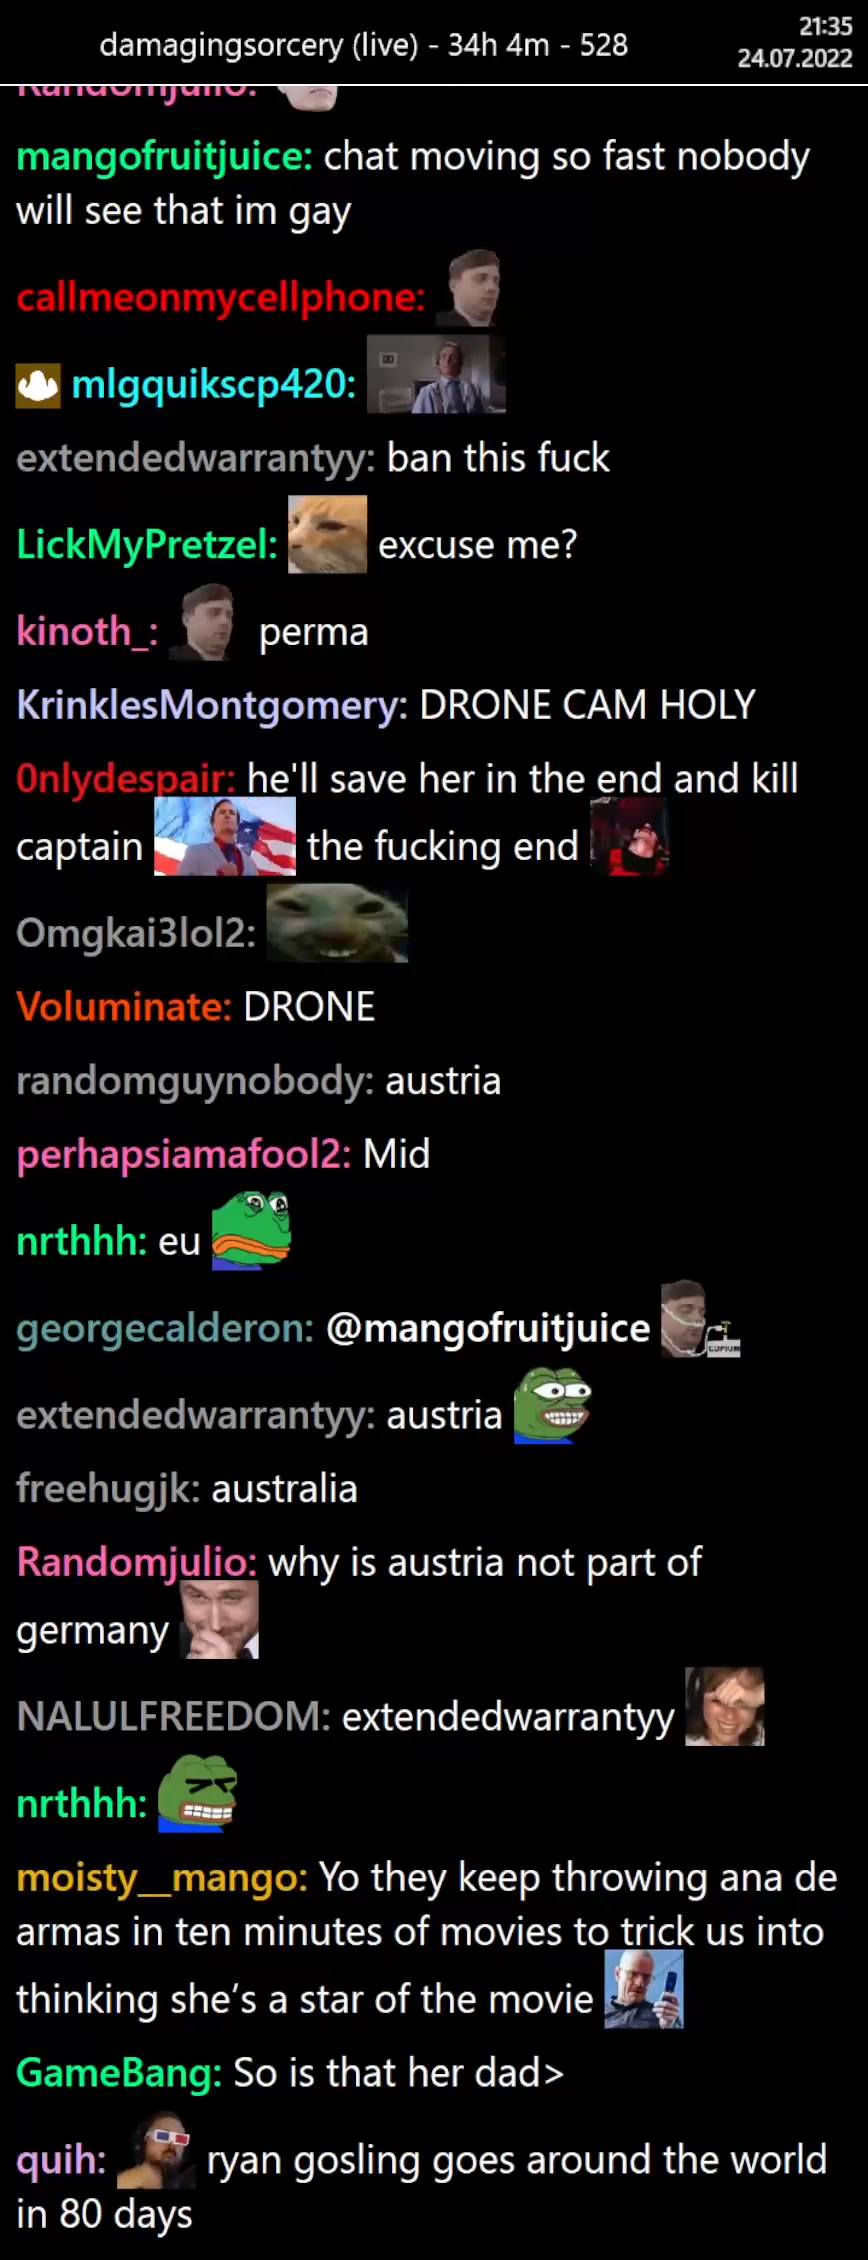 damagingsorcery (live) - 34h 4m - 528
21:35
24.07.2022
Randomjulio:
mangofruitjuice: chat moving so fast nobody
will see that im gay
callmeonmycellphone:
mlgquikscp420:
extendedwarrantyy: ban this fuck
LickMyPretzel: excuse me?
kinoth_: perma
KrinklesMontgomery: DRONE CAM HOLY
0nlydespair: he'll save her in the end and kill
captain the fucking end
Omgkai3lol2:
Voluminate: DRONE
randomguynobody: austria
perhapsiamafool2: Mid
nrthhh: eu
georgecalderon: @mangofruitjuice
COPIUM
extendedwarrantyy: austria
freehugjk: australia
Randomjulio: why is austria not part of
germany
NALULFREEDOM: extendedwarrantyy
nrthhh:
moisty__mango: Yo they keep throwing ana de
armas in ten minutes of movies to trick us into
thinking she’s a star of the movie
GameBang: So is that her dad>
quih: ryan gosling goes around the world
in 80 days